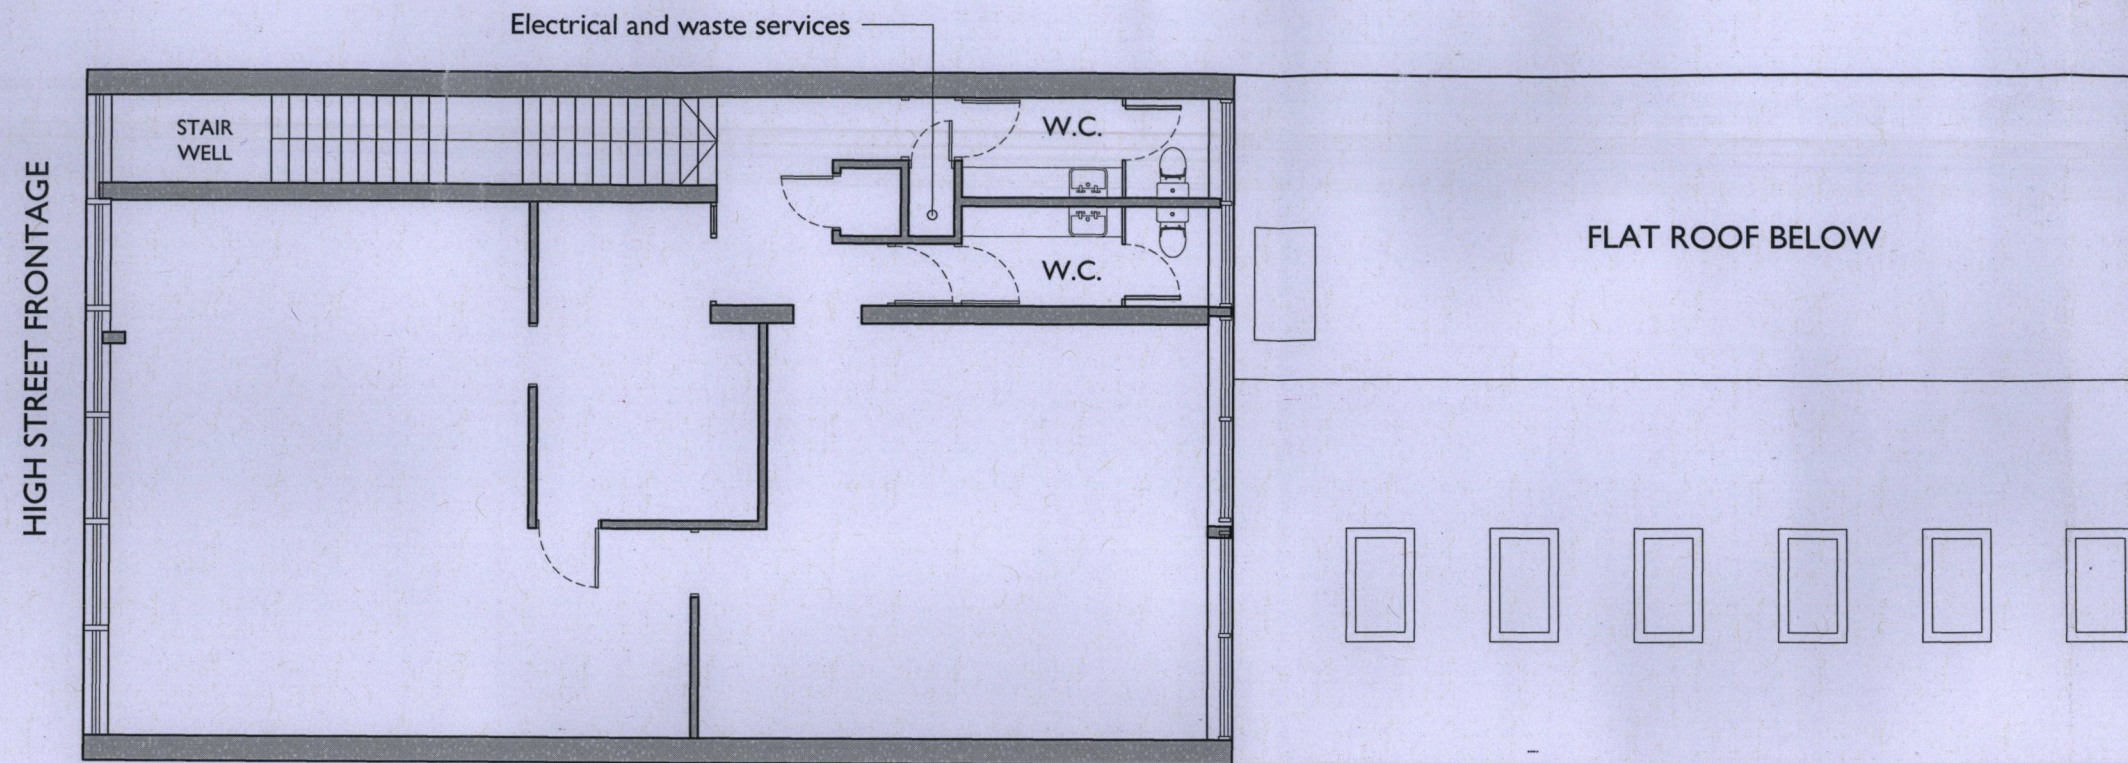 Electrical and waste services
STAIR
WELL
W.C.
HIGH STREET FRONTAGE
FLAT ROOF BELOW
W.C.